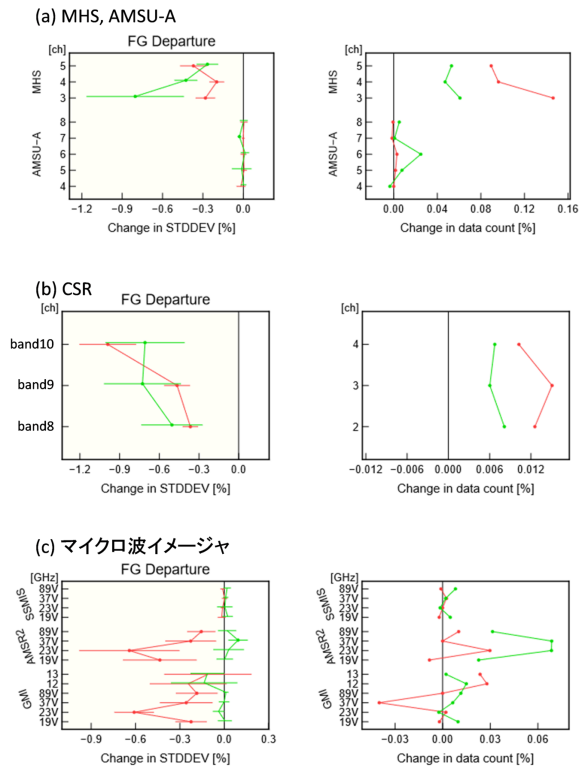 (a) MHS, AMSU-A
[ch] FG Departure [ch]
MHS 5 4 3
AMSU-A 8 7 6 5 4
−1.2 −0.9 −0.6 −0.3 0.0
Change in STDDEV [%]
MHS 5 4 3
AMSU-A 8 7 6 5 4
0.00 0.04 0.08 0.12 0.16
Change in data count [%]
(b) CSR
[ch] FG Departure [ch]
band10
band9
band8
−1.2 −0.9 −0.6 −0.3 0.0
Change in STDDEV [%]
4
3
2
−0.012 −0.006 0.000 0.006 0.012
Change in data count [%]
(c) マイクロ波イメージャ
[GHz] FG Departure [GHz]
SSMIS 89V 37V 23V 19V
AMSR2 89V 37V 23V 19V
GMI 13 12 89V 37V 23V 19V
−0.9 −0.6 −0.3 0.0 0.3
Change in STDDEV [%]
SSMIS 89V 37V 23V 19V
AMSR2 89V 37V 23V 19V
GMI 13 12 89V 37V 23V 19V
−0.03 0.00 0.03 0.06
Change in data count [%]